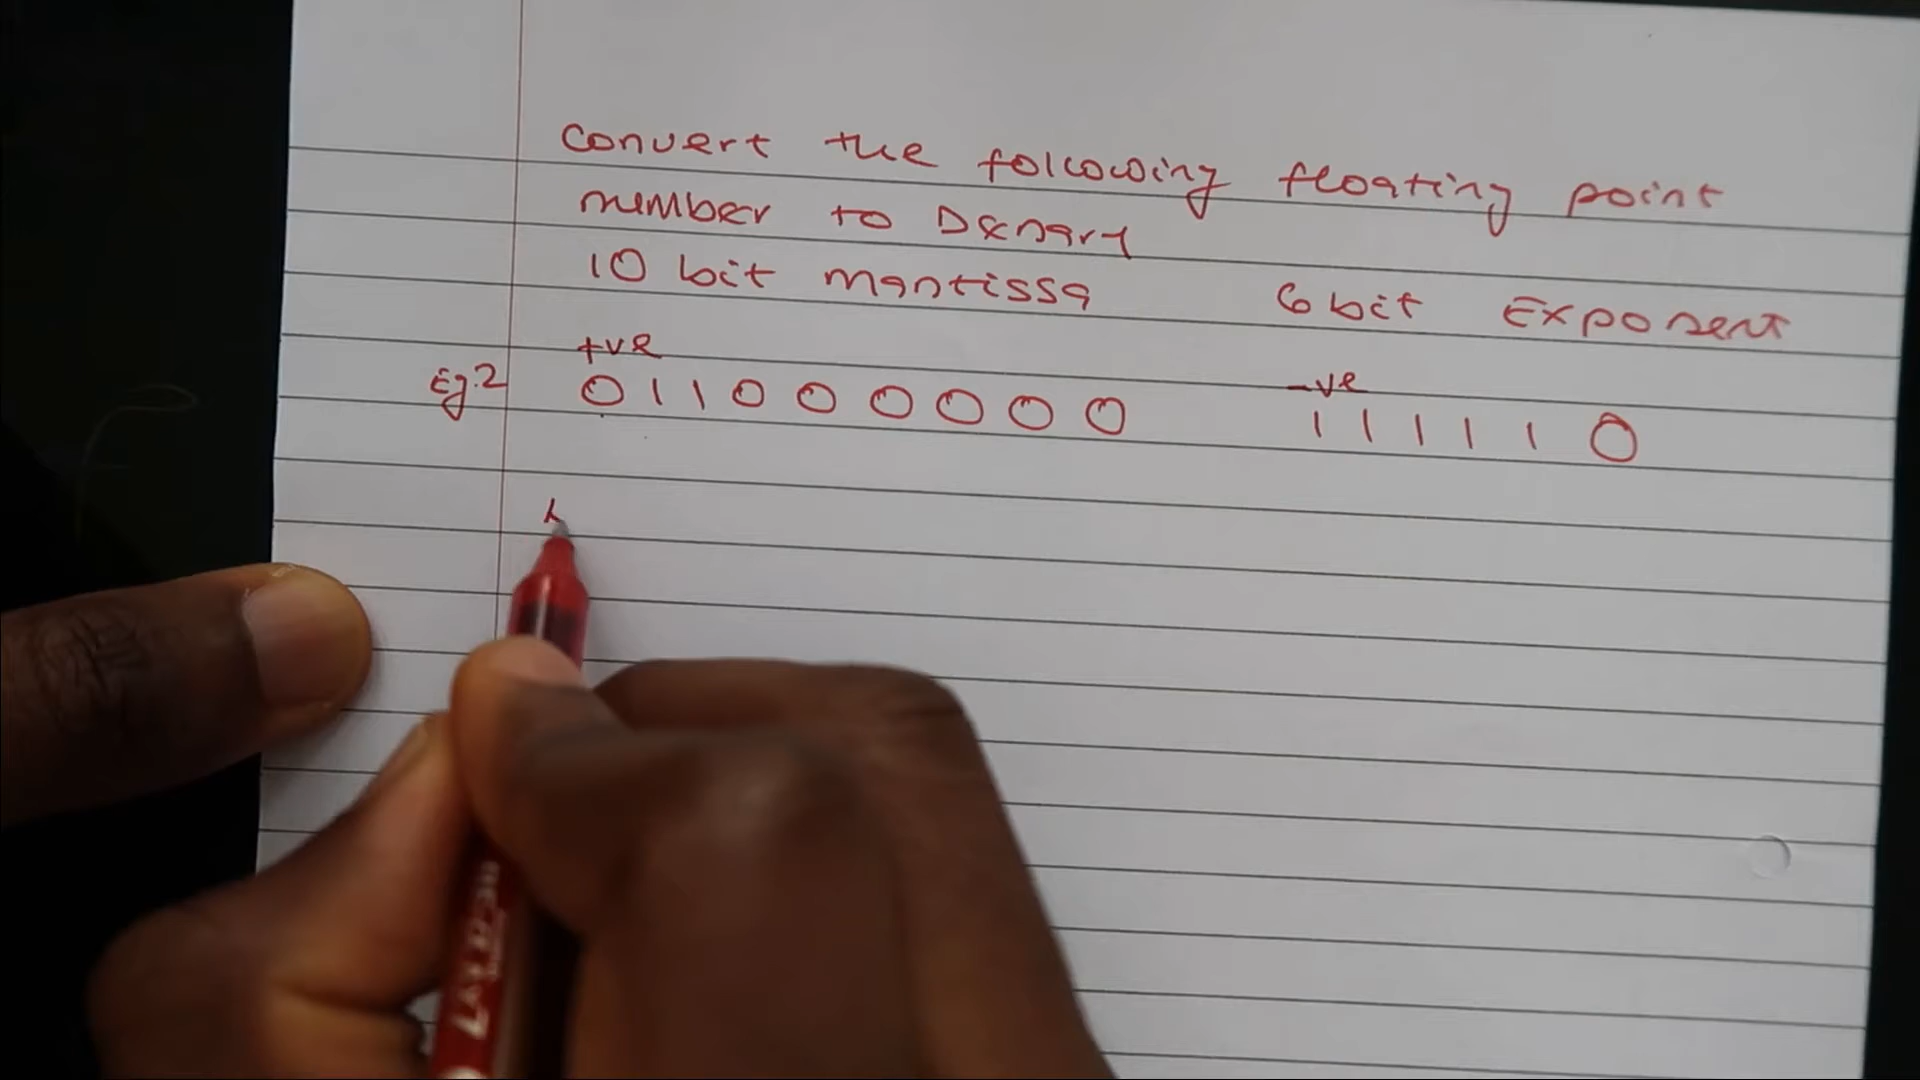 Convert the following floating point
number to Denary
10 bit mantissa 6 bit Exponent
+ve -ve
Eg.2 0 1 1 0 0 0 0 0 0 1 1 1 1 1 0